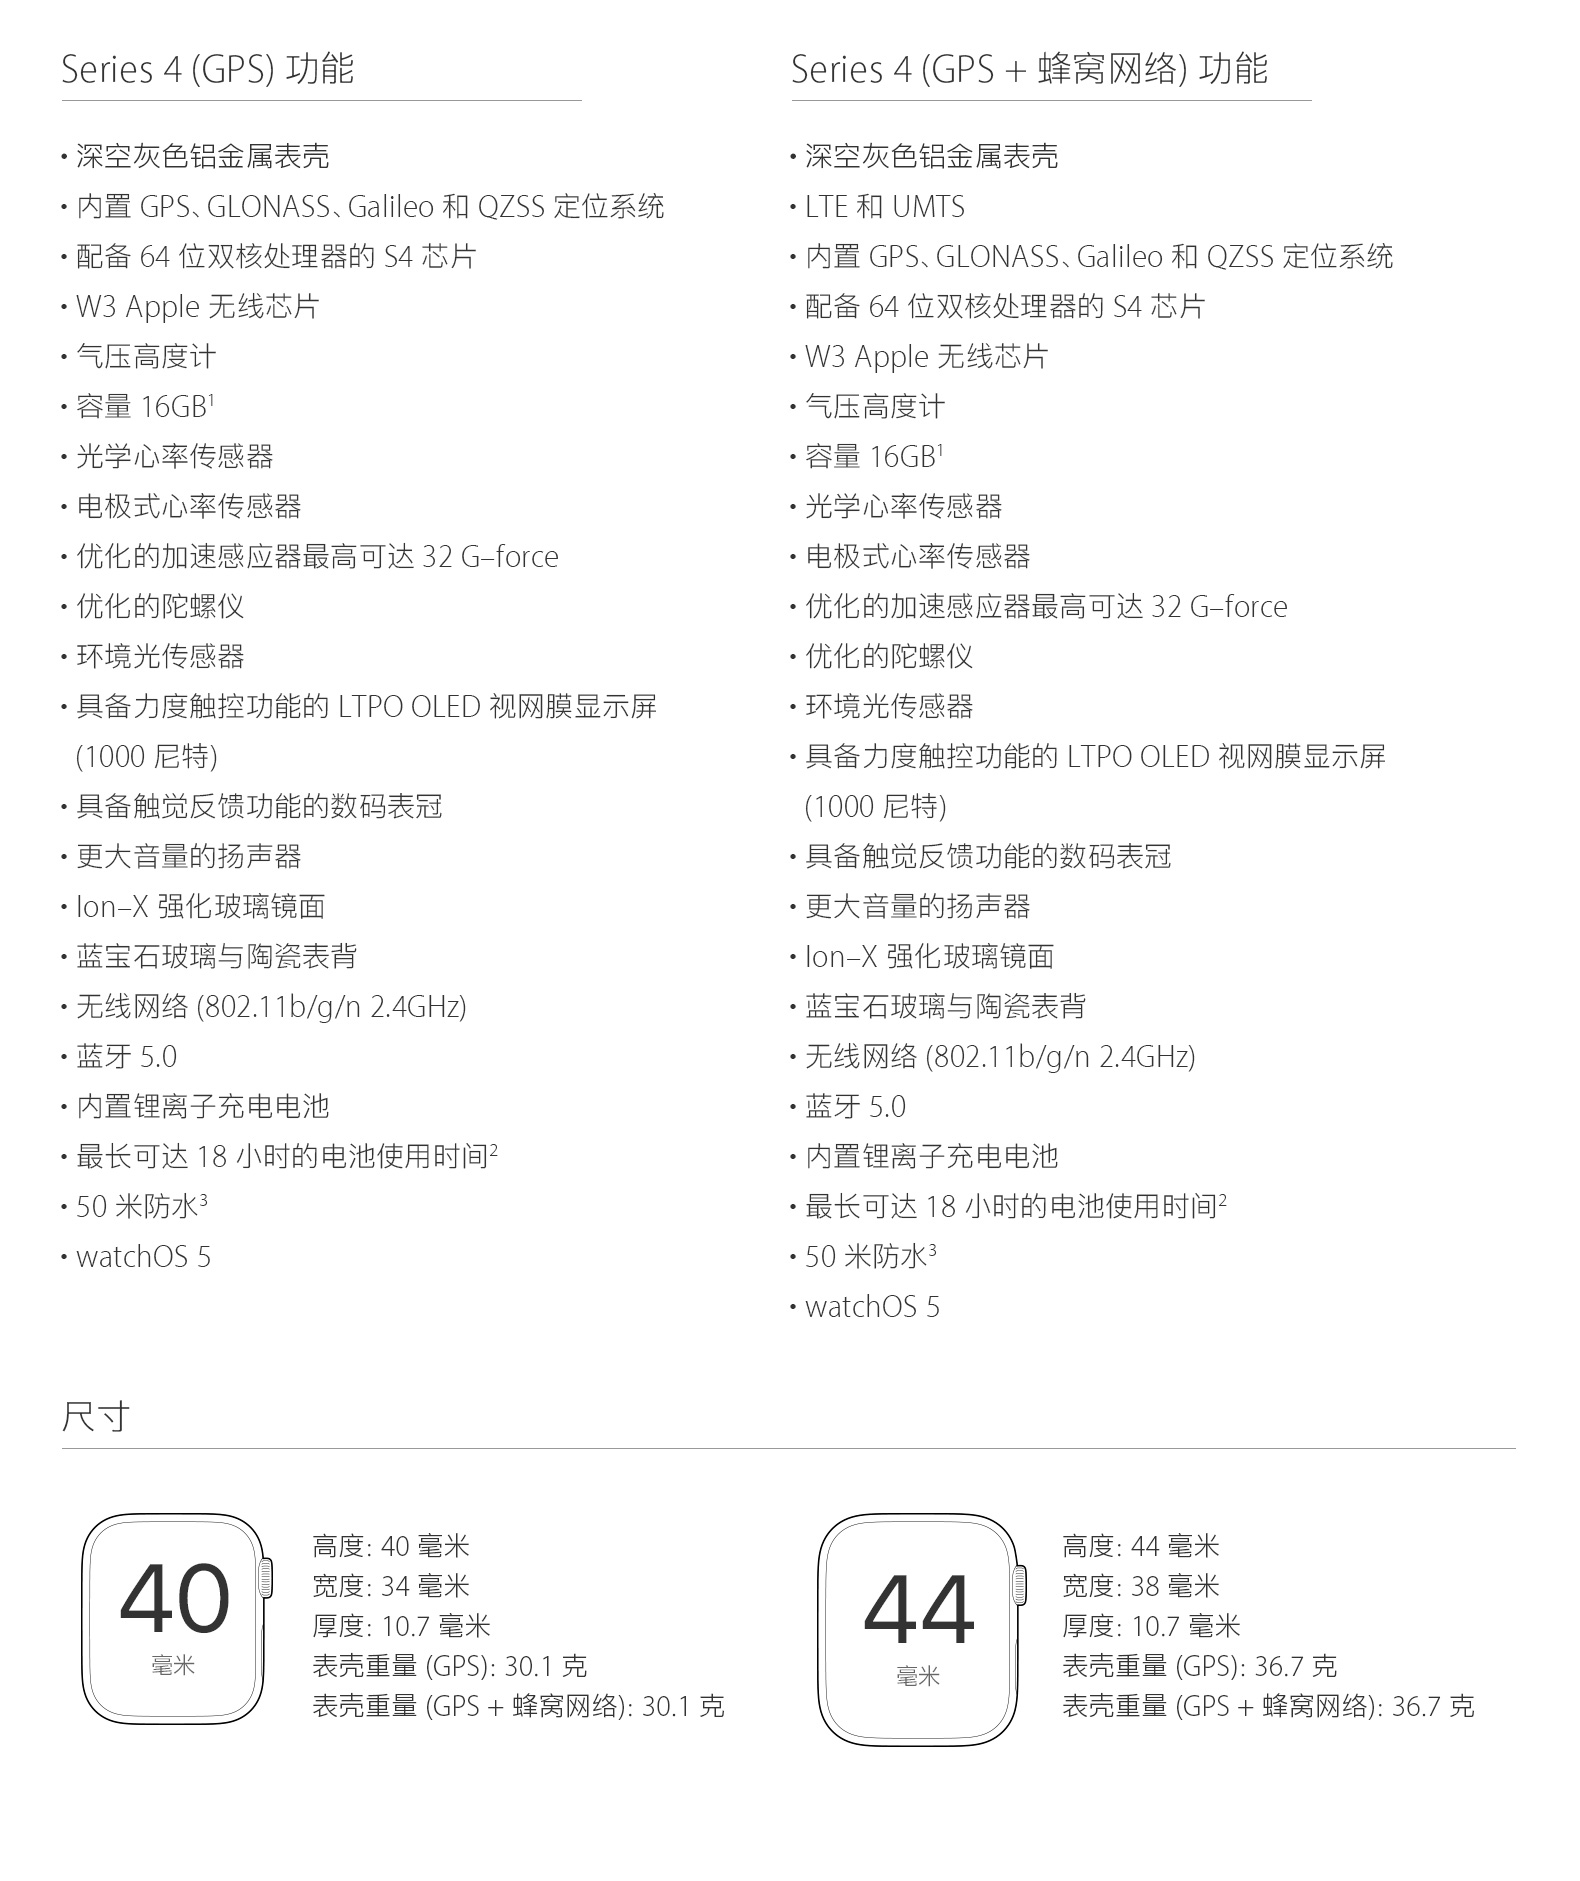 Series 4 (GPS) 功能
• 深空灰色铝金属表壳
• 内置 GPS、GLONASS、Galileo 和 QZSS 定位系统
• 配备 64 位双核处理器的 S4 芯片
• W3 Apple 无线芯片
• 气压高度计
• 容量 16GB¹
• 光学心率传感器
• 电极式心率传感器
• 优化的加速感应器最高可达 32 G–force
• 优化的陀螺仪
• 环境光传感器
• 具备力度触控功能的 LTPO OLED 视网膜显示屏
(1000 尼特)
• 具备触觉反馈功能的数码表冠
• 更大音量的扬声器
• Ion–X 强化玻璃镜面
• 蓝宝石玻璃与陶瓷表背
• 无线网络 (802.11b/g/n 2.4GHz)
• 蓝牙 5.0
• 内置锂离子充电电池
• 最长可达 18 小时的电池使用时间²
• 50 米防水³
• watchOS 5
Series 4 (GPS + 蜂窝网络) 功能
• 深空灰色铝金属表壳
• LTE 和 UMTS
• 内置 GPS、GLONASS、Galileo 和 QZSS 定位系统
• 配备 64 位双核处理器的 S4 芯片
• W3 Apple 无线芯片
• 气压高度计
• 容量 16GB¹
• 光学心率传感器
• 电极式心率传感器
• 优化的加速感应器最高可达 32 G–force
• 优化的陀螺仪
• 环境光传感器
• 具备力度触控功能的 LTPO OLED 视网膜显示屏
(1000 尼特)
• 具备触觉反馈功能的数码表冠
• 更大音量的扬声器
• Ion–X 强化玻璃镜面
• 蓝宝石玻璃与陶瓷表背
• 无线网络 (802.11b/g/n 2.4GHz)
• 蓝牙 5.0
• 内置锂离子充电电池
• 最长可达 18 小时的电池使用时间²
• 50 米防水³
• watchOS 5
尺寸
40
毫米
高度: 40 毫米
宽度: 34 毫米
厚度: 10.7 毫米
表壳重量 (GPS): 30.1 克
表壳重量 (GPS + 蜂窝网络): 30.1 克
44
毫米
高度: 44 毫米
宽度: 38 毫米
厚度: 10.7 毫米
表壳重量 (GPS): 36.7 克
表壳重量 (GPS + 蜂窝网络): 36.7 克